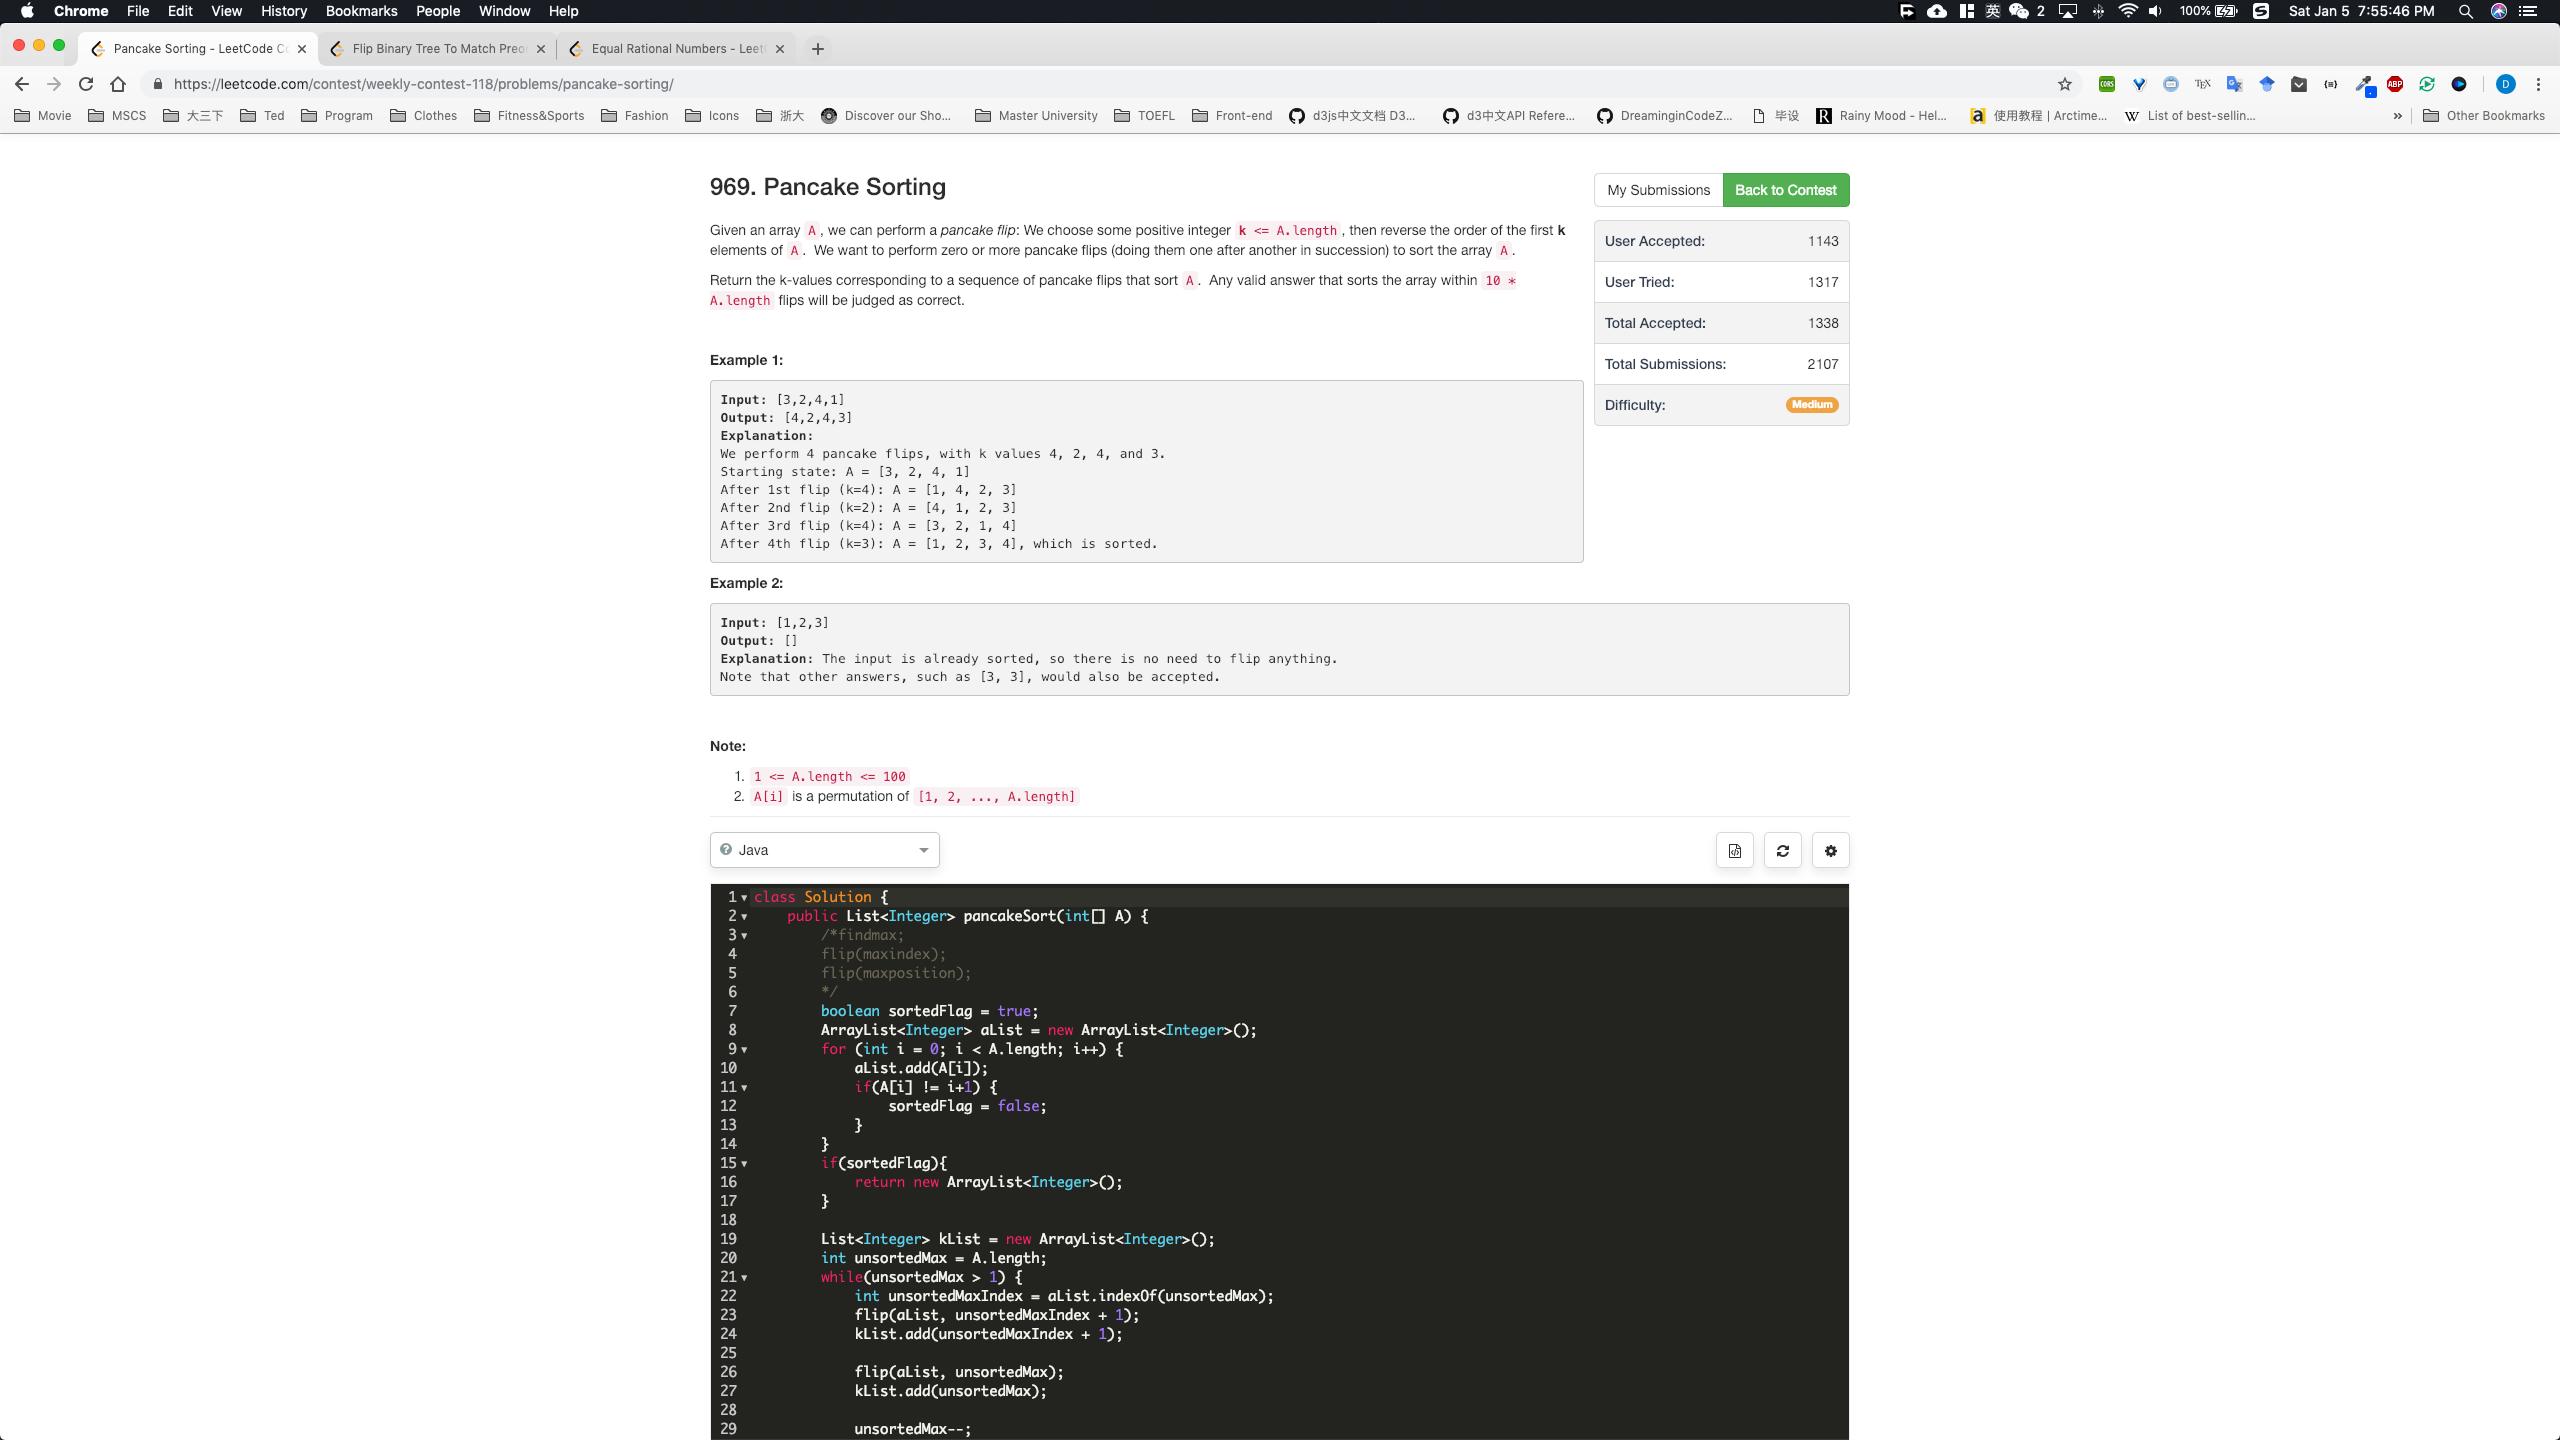 Chrome File Edit View History Bookmarks People Window Help 英 2 100% Sat Jan 5 7:55:46 PM
Pancake Sorting - LeetCode Flip Binary Tree To Match Equal Rational Numbers -
https://leetcode.com/contest/weekly-contest-118/problems/pancake-sorting/ CORS TEX ABP D
Movie MSCS 大三下 Ted Program Clothes Fitness&Sports Fashion Icons 浙大 Discover our Sho... Master University TOEFL Front-end d3js中文文档 D3... d3中文API Refere... DreaminginCodeZ... 毕设 Rainy Mood - Hel... 使用教程 | Arctime... List of best-sellin... » Other Bookmarks
969. Pancake Sorting
My Submissions Back to Contest
Given an array A , we can perform a pancake flip: We choose some positive integer k <= A.length , then reverse the order of the first k
elements of A . We want to perform zero or more pancake flips (doing them one after another in succession) to sort the array A .
Return the k-values corresponding to a sequence of pancake flips that sort A . Any valid answer that sorts the array within 10 *
A.length flips will be judged as correct.
User Accepted: 1143
User Tried: 1317
Total Accepted: 1338
Total Submissions: 2107
Difficulty: Medium
Example 1:
Input: [3,2,4,1]
Output: [4,2,4,3]
Explanation:
We perform 4 pancake flips, with k values 4, 2, 4, and 3.
Starting state: A = [3, 2, 4, 1]
After 1st flip (k=4): A = [1, 4, 2, 3]
After 2nd flip (k=2): A = [4, 1, 2, 3]
After 3rd flip (k=4): A = [3, 2, 1, 4]
After 4th flip (k=3): A = [1, 2, 3, 4], which is sorted.
Example 2:
Input: [1,2,3]
Output: []
Explanation: The input is already sorted, so there is no need to flip anything.
Note that other answers, such as [3, 3], would also be accepted.
Note:
1. 1 <= A.length <= 100
2. A[i] is a permutation of [1, 2, ..., A.length]
Java
1 class Solution {
2 public List<Integer> pancakeSort(int[] A) {
3 /*findmax;
4 flip(maxindex);
5 flip(maxposition);
6 */
7 boolean sortedFlag = true;
8 ArrayList<Integer> aList = new ArrayList<Integer>();
9 for (int i = 0; i < A.length; i++) {
10 aList.add(A[i]);
11 if(A[i] != i+1) {
12 sortedFlag = false;
13 }
14 }
15 if(sortedFlag){
16 return new ArrayList<Integer>();
17 }
18
19 List<Integer> kList = new ArrayList<Integer>();
20 int unsortedMax = A.length;
21 while(unsortedMax > 1) {
22 int unsortedMaxIndex = aList.indexOf(unsortedMax);
23 flip(aList, unsortedMaxIndex + 1);
24 kList.add(unsortedMaxIndex + 1);
25
26 flip(aList, unsortedMax);
27 kList.add(unsortedMax);
28
29 unsortedMax--;